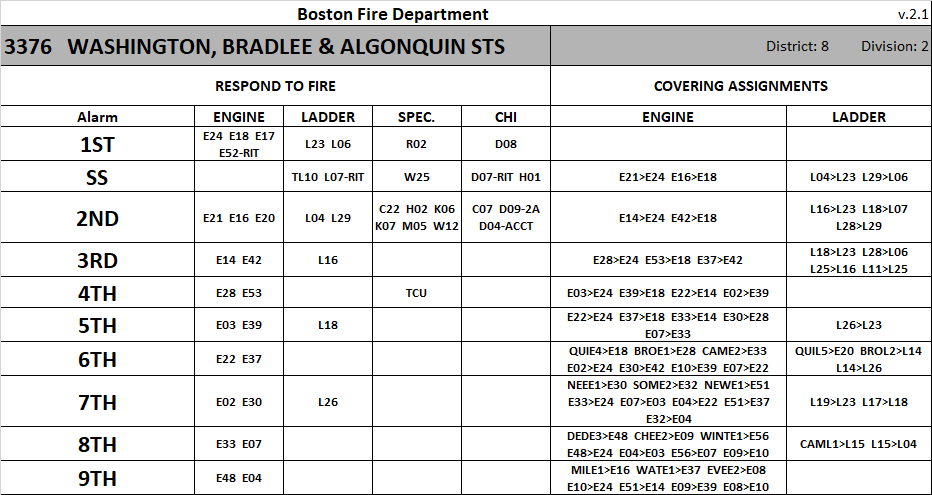 Boston Fire Department v.2.1
3376 WASHINGTON, BRADLEE & ALGONQUIN STS District: 8 Division: 2
RESPOND TO FIRE COVERING ASSIGNMENTS
Alarm ENGINE LADDER SPEC. CHI ENGINE LADDER
1ST E24 E18 E17 L23 L06 R02 D08
E52-RIT
SS TL10 L07-RIT W25 D07-RIT H01 E21>E24 E16>E18 L04>L23 L29>L06
2ND E21 E16 E20 L04 L29 C22 H02 K06 C07 D09-2A E14>E24 E42>E18 L16>L23 L18>L07
K07 M05 W12 D04-ACCT L28>L29
3RD E14 E42 L16 E28>E24 E53>E18 E37>E42 L18>L23 L28>L06
L25>L16 L11>L25
4TH E28 E53 TCU E03>E24 E39>E18 E22>E14 E02>E39
5TH E03 E39 L18 E22>E24 E37>E18 E33>E14 E30>E28 L26>L23
E07>E33
6TH E22 E37 QUIE4>E18 BROE1>E28 CAME2>E33 QUIL5>E20 BROL2>L14
E02>E24 E30>E42 E10>E39 E07>E22 L14>L26
7TH E02 E30 L26 NEEE1>E30 SOME2>E32 NEWE1>E51 L19>L23 L17>L18
E33>E24 E07>E03 E04>E22 E51>E37
E32>E04
8TH E33 E07 DEDE3>E48 CHEE2>E09 WINTE1>E56 CAML1>L15 L15>L04
E48>E24 E04>E03 E56>E07 E09>E10
9TH E48 E04 MILE1>E16 WATE1>E37 EVEE2>E08
E10>E24 E51>E14 E09>E39 E08>E10